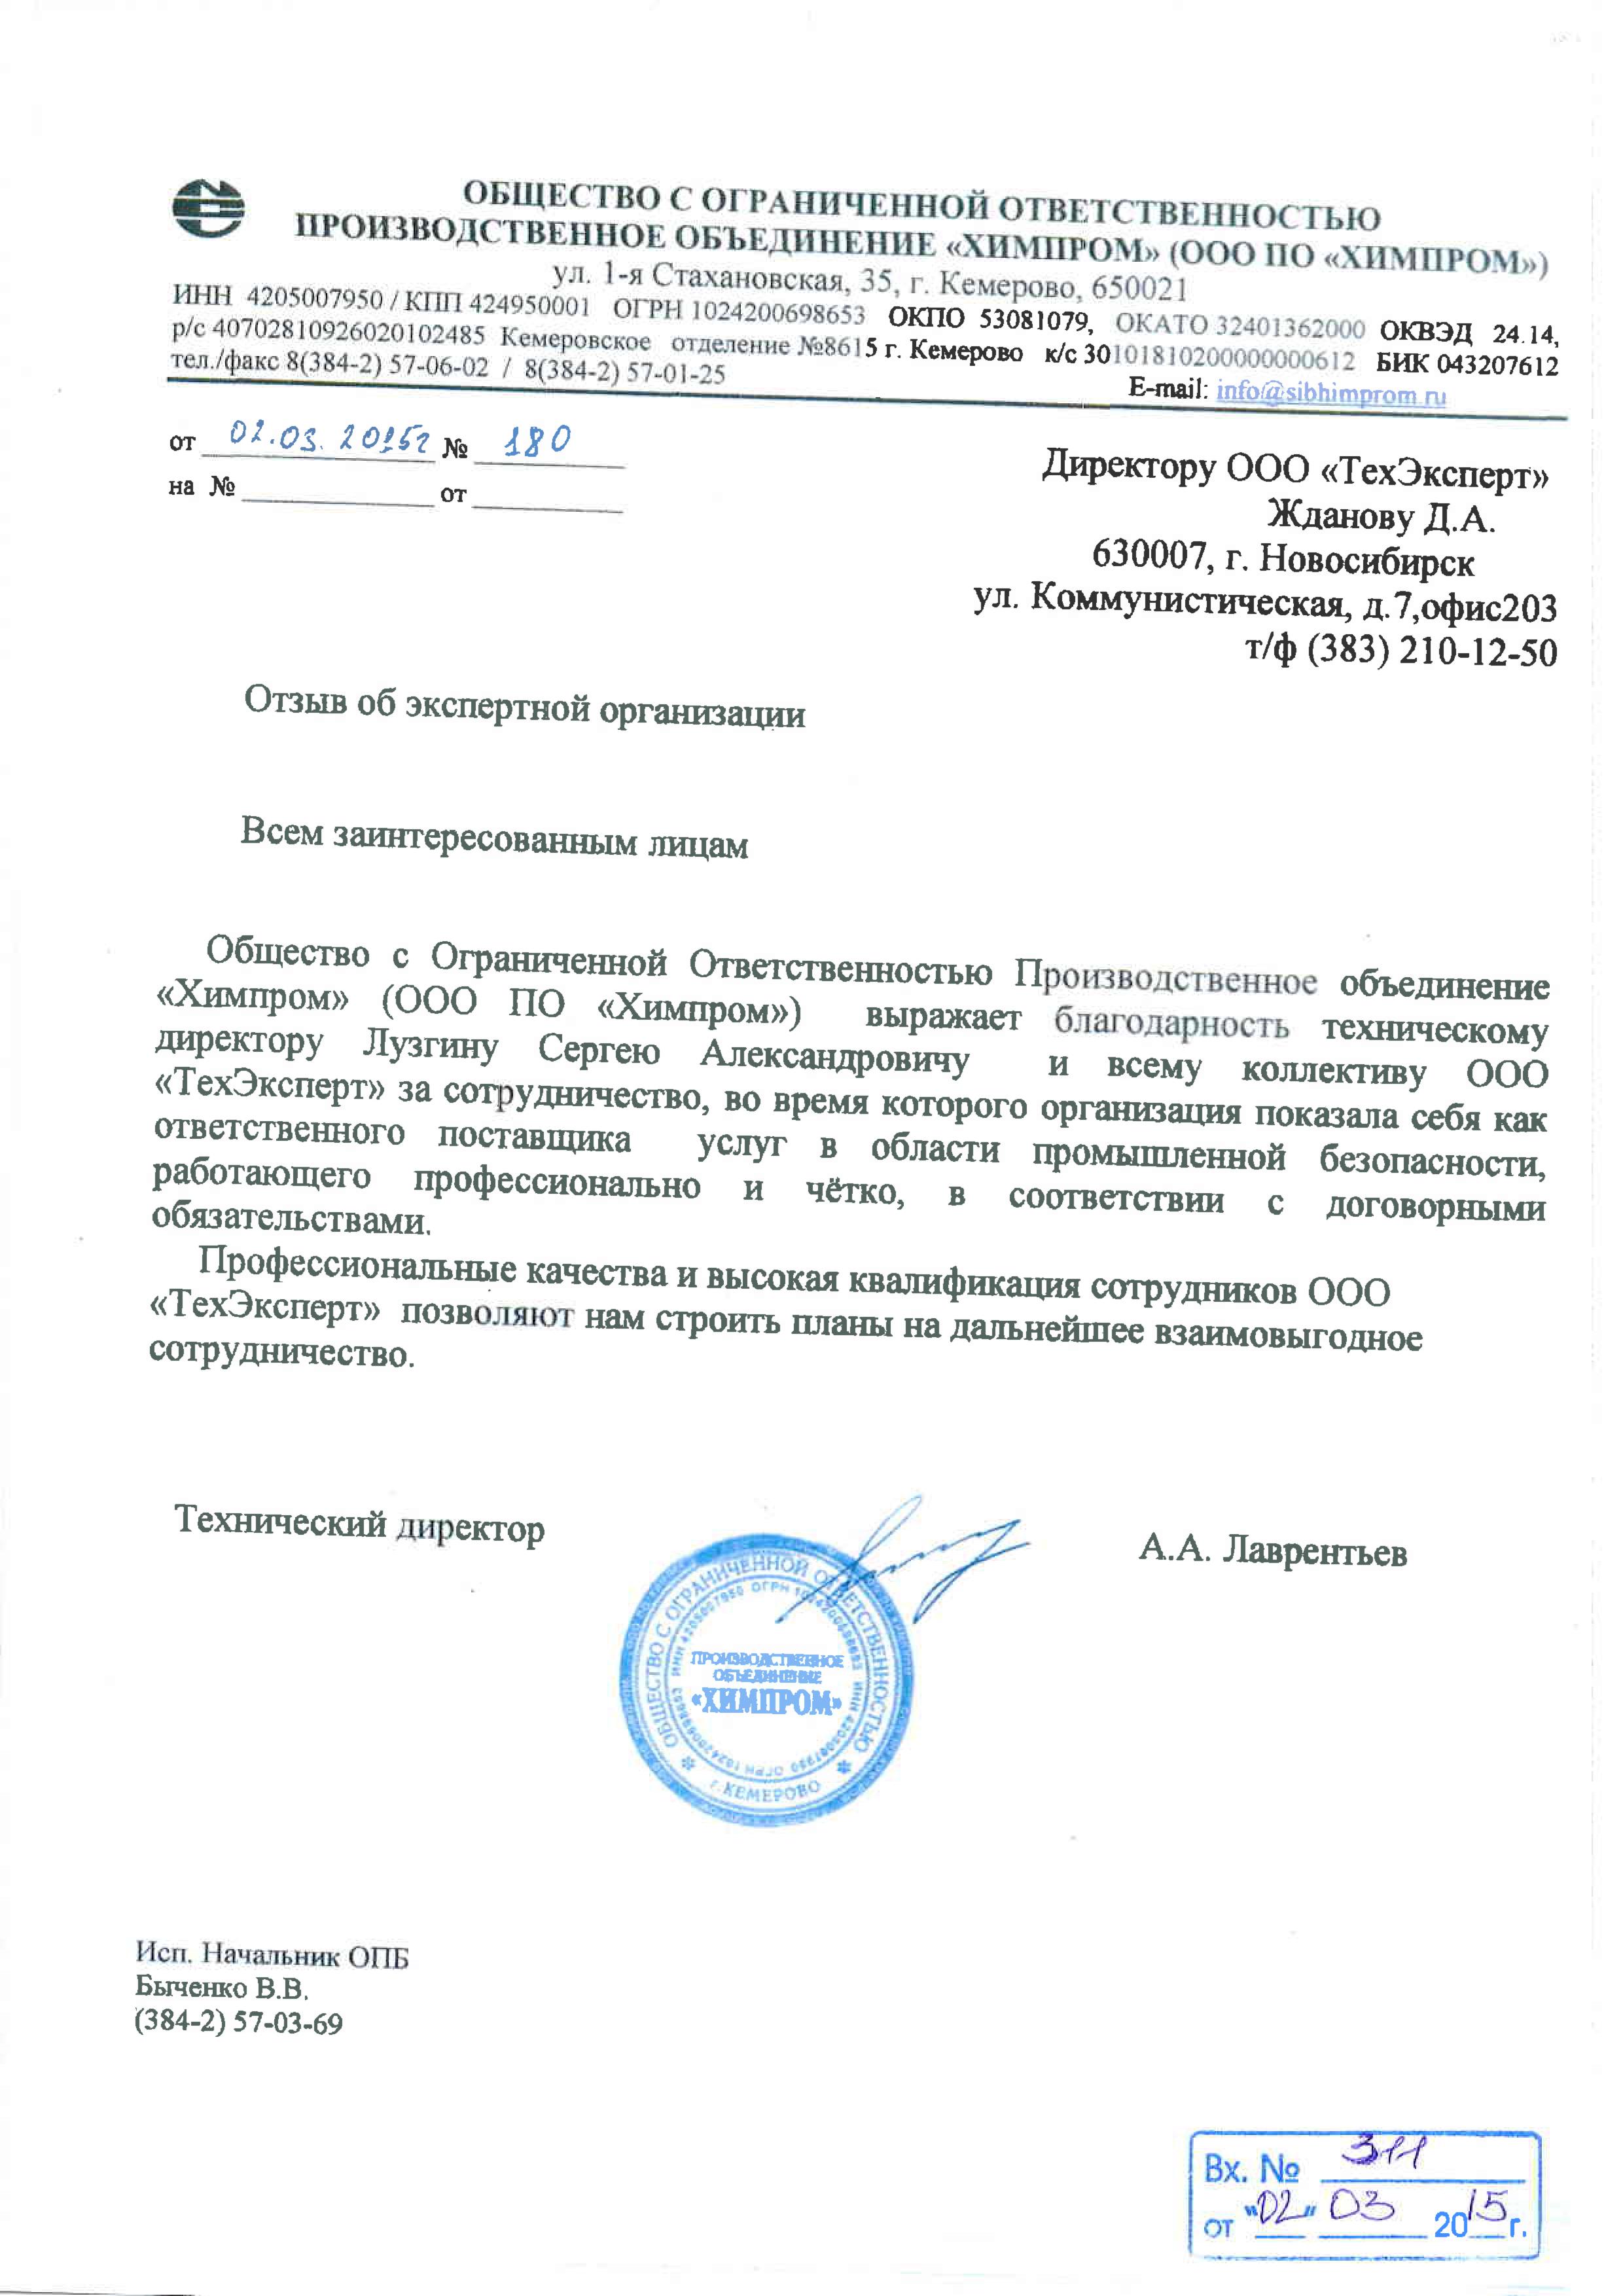 ОБЩЕСТВО С ОГРАНИЧЕННОЙ ОТВЕТСТВЕННОСТЬЮ
ПРОИЗВОДСТВЕННОЕ ОБЪЕДИНЕНИЕ «ХИМПРОМ» (ООО ПО «ХИМПРОМ»)
ул. 1-я Стахановская, 35, г. Кемерово, 650021
ИНН 4205007950 / КПП 424950001 ОГРН 1024200698653 ОКПО 53081079, ОКАТО 32401362000 ОКВЭД 24.14,
р/с 40702810926020102485 Кемеровское отделение №8615 г. Кемерово к/с 30101810200000000612 БИК 043207612
тел./факс 8(384-2) 57-06-02 / 8(384-2) 57-01-25 E-mail: info@sibhimprom.ru
от 02.03.2015г № 180
на № от
Директору ООО «ТехЭксперт»
Жданову Д.А.
630007, г. Новосибирск
ул. Коммунистическая, д.7,офис203
т/ф (383) 210-12-50
Отзыв об экспертной организации
Всем заинтересованным лицам
Общество с Ограниченной Ответственностью Производственное объединение
«Химпром» (ООО ПО «Химпром») выражает благодарность техническому
директору Лузгину Сергею Александровичу и всему коллективу ООО
«ТехЭксперт» за сотрудничество, во время которого организация показала себя как
ответственного поставщика услуг в области промышленной безопасности,
работающего профессионально и чётко, в соответствии с договорными
обязательствами.
Профессиональные качества и высокая квалификация сотрудников ООО
«ТехЭксперт» позволяют нам строить планы на дальнейшее взаимовыгодное
сотрудничество.
Технический директор А.А. Лаврентьев
ОБЩЕСТВО С ОГРАНИЧЕННОЙ ОТВЕТСТВЕННОСТЬЮ
ИНН 4205007950 ОГРН 1024200698653 ИНН 4205007950 ОГРН 1024200698653
ПРОИЗВОДСТВЕННОЕ
ОБЪЕДИНЕНИЕ
«ХИМПРОМ»
г. КЕМЕРОВО
Исп. Начальник ОПБ
Быченко В.В.
(384-2) 57-03-69
Вх. № 311
от "02" 03 2015г.